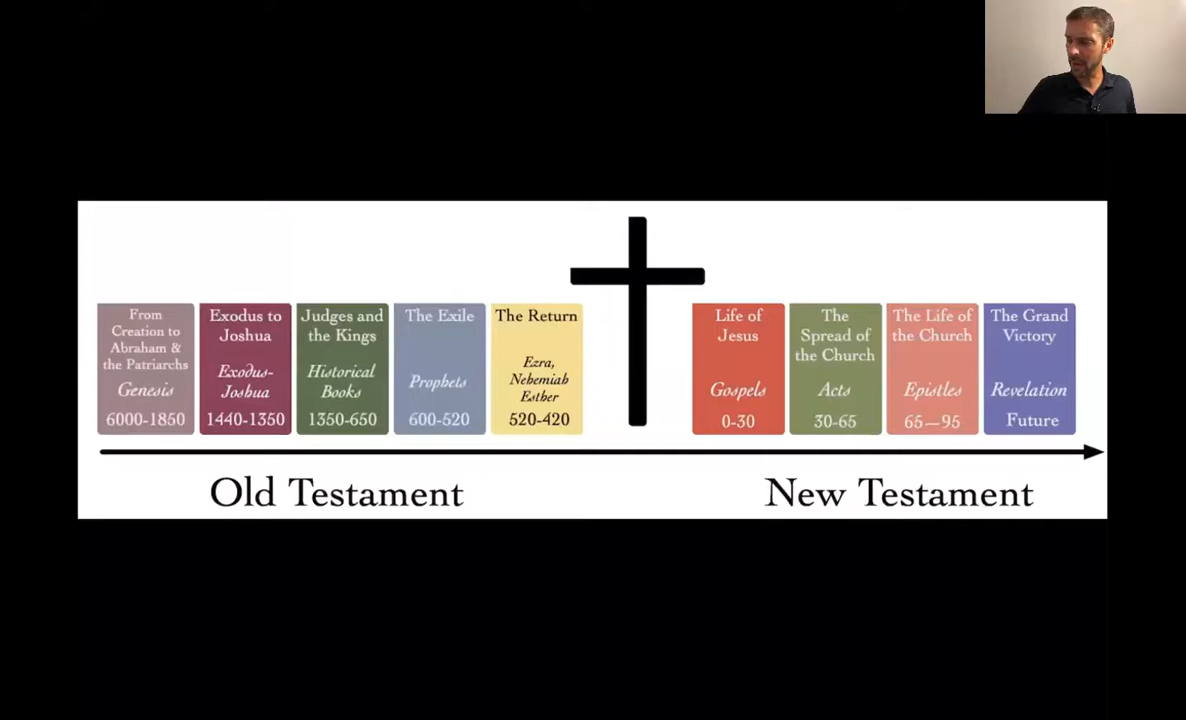 From
Creation to
Abraham &
the Patriarchs
Genesis
6000-1850
Exodus to
Joshua
Exodus-
Joshua
1440-1350
Judges and
the Kings
Historical
Books
1350-650
The Exile
Prophets
600-520
The Return
Ezra,
Nehemiah
Esther
520-420
Life of
Jesus
Gospels
0-30
The
Spread of
the Church
Acts
30-65
The Life of
the Church
Epistles
65—95
The Grand
Victory
Revelation
Future
Old Testament
New Testament